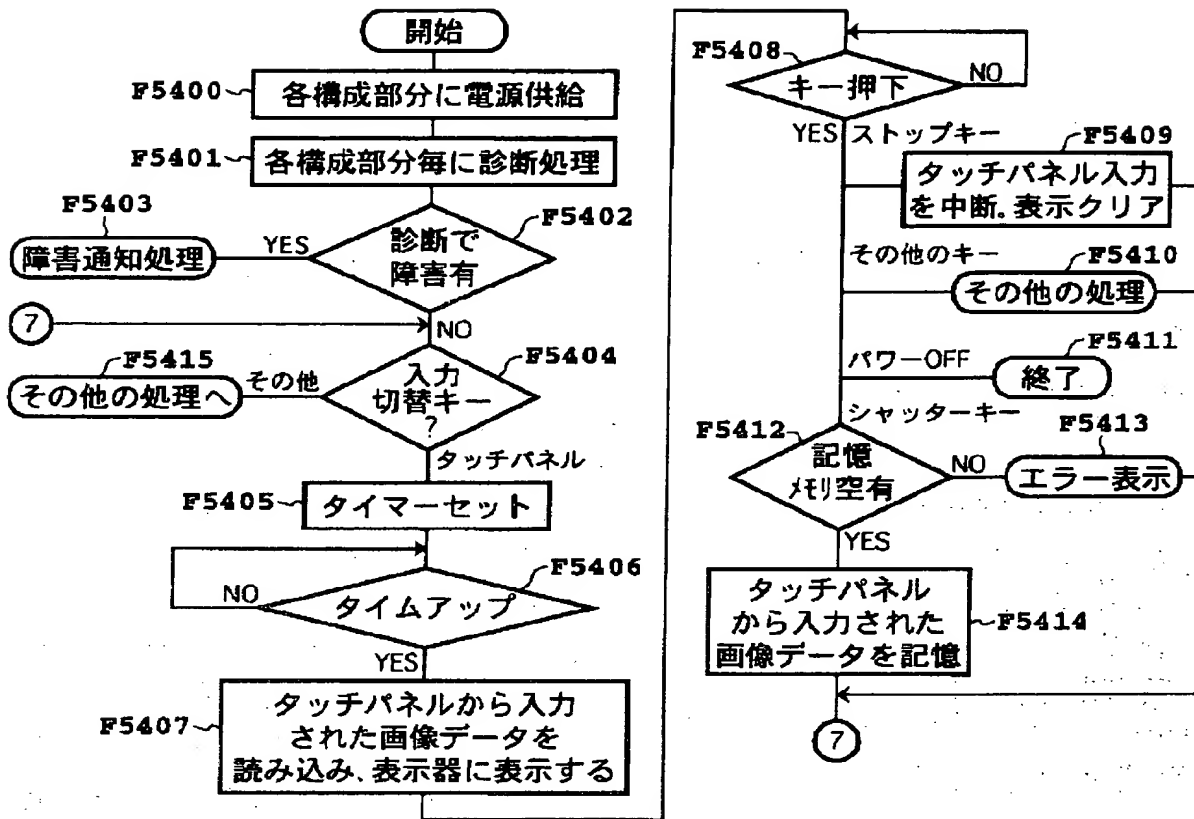 開始
F5400
各構成部分に電源供給
F5401
各構成部分毎に診断処理
F5403
障害通知処理
YES
F5402
診断で
障害有
7
NO
F5415
その他の処理へ
その他
F5404
入力
切替キー
?
タッチパネル
F5405
タイマーセット
F5406
NO
タイムアップ
YES
F5407
タッチパネルから入力
された画像データを
読み込み、表示器に表示する
F5408
キー押下
NO
YES
ストップキー
F5409
タッチパネル入力
を中断。表示クリア
その他のキー
F5410
その他の処理
パワーOFF
F5411
終了
シャッターキー
F5412
記憶
メモリ空有
NO
F5413
エラー表示
YES
タッチパネル
から入力された
画像データを記憶
F5414
7